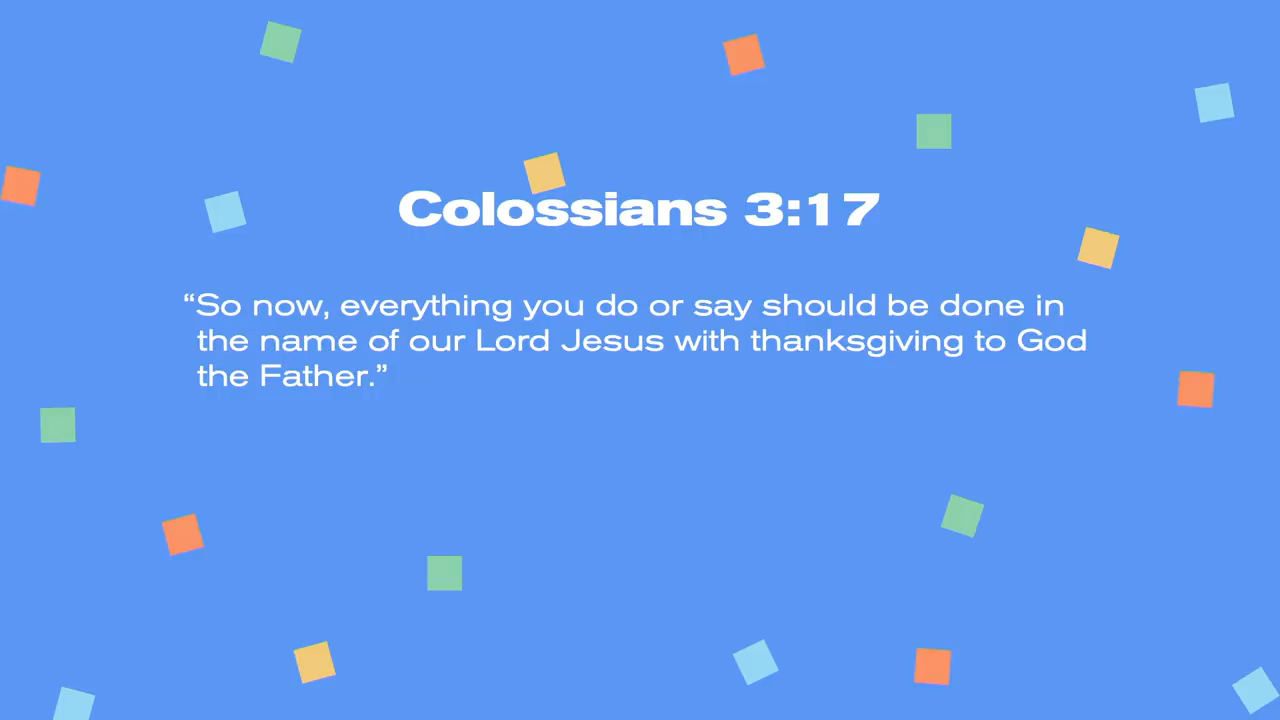 Colossians 3:17
“So now, everything you do or say should be done in
the name of our Lord Jesus with thanksgiving to God
the Father.”